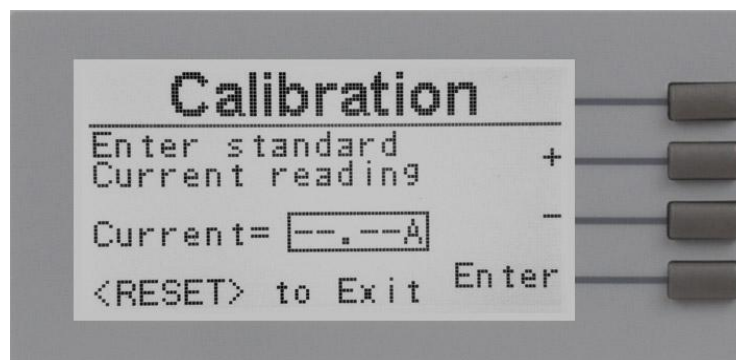 Calibration
Enter standard
Current reading
+
Current= --.--A
-
<RESET> to Exit
Enter